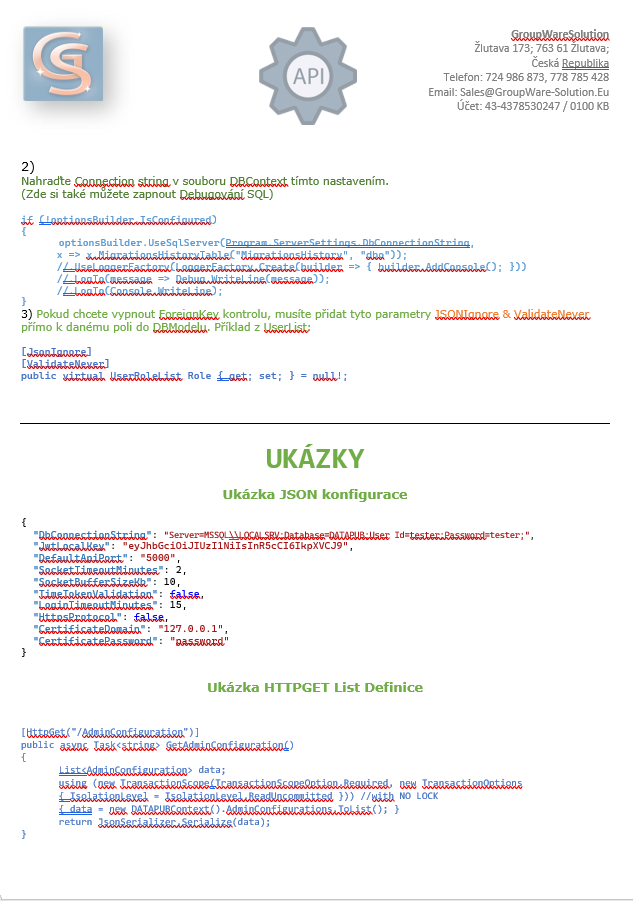 GroupWareSolution
Žlutava 173; 763 61 Žlutava;
Česká Republika
Telefon: 724 986 873, 778 785 428
Email: Sales@GroupWare-Solution.Eu
Účet: 43-4378530247 / 0100 KB
GS
API
2)
Nahraďte Connection string v souboru DBContext tímto nastavením.
(Zde si také můžete zapnout Debugování SQL)
if (!optionsBuilder.IsConfigured)
{
optionsBuilder.UseSqlServer(Program.ServerSettings.DbConnectionString,
x => x.MigrationsHistoryTable("MigrationsHistory", "dbo"));
//.UseLoggerFactory(LoggerFactory.Create(builder => { builder.AddConsole(); }))
//.LogTo(message => Debug.WriteLine(message));
//.LogTo(Console.WriteLine);
}
3) Pokud chcete vypnout ForeignKey kontrolu, musíte přidat tyto parametry JSONIgnore & ValidateNever
přímo k danému poli do DBModelu. Příklad z UserList:
[JsonIgnore]
[ValidateNever]
public virtual UserRoleList Role { get; set; } = null!;
UKÁZKY
Ukázka JSON konfigurace
{
"DbConnectionString": "Server=MSSQL\\LOCALSRV;Database=DATAPUB;User Id=tester;Password=tester;",
"JwtLocalKey": "eyJhbGciOiJIUzI1NiIsInR5cCI6IkpXVCJ9",
"DefaultApiPort": "5000",
"SocketTimeoutMinutes": 2,
"SocketBufferSizeKb": 10,
"TimeTokenValidation": false,
"LoginTimeoutMinutes": 15,
"HttpsProtocol": false,
"CertificateDomain": "127.0.0.1",
"CertificatePassword": "password"
}
Ukázka HTTPGET List Definice
[HttpGet("/AdminConfiguration")]
public async Task<string> GetAdminConfiguration()
{
List<AdminConfiguration> data;
using (new TransactionScope(TransactionScopeOption.Required, new TransactionOptions
{ IsolationLevel = IsolationLevel.ReadUncommitted })) //with NO LOCK
{ data = new DATAPUBContext().AdminConfigurations.ToList(); }
return JsonSerializer.Serialize(data);
}